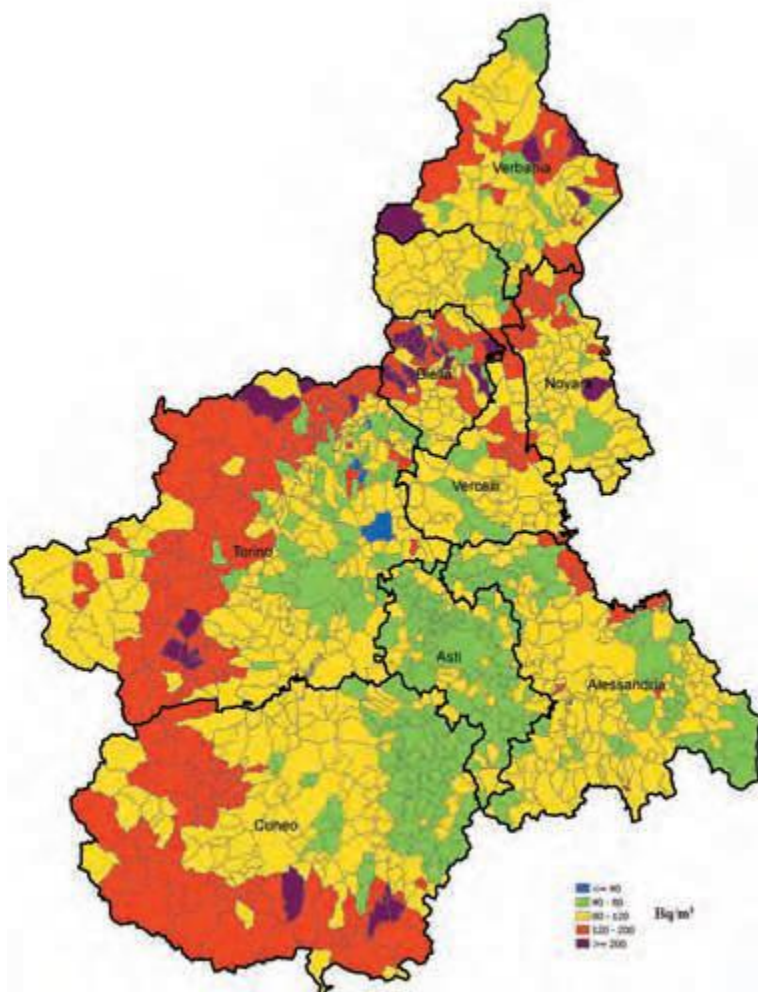 Verbania
Biella
Novara
Vercelli
Torino
Asti
Alessandria
Cuneo
<= 40
40 - 80
80 - 120
120 - 200
>= 200
Bq/m³